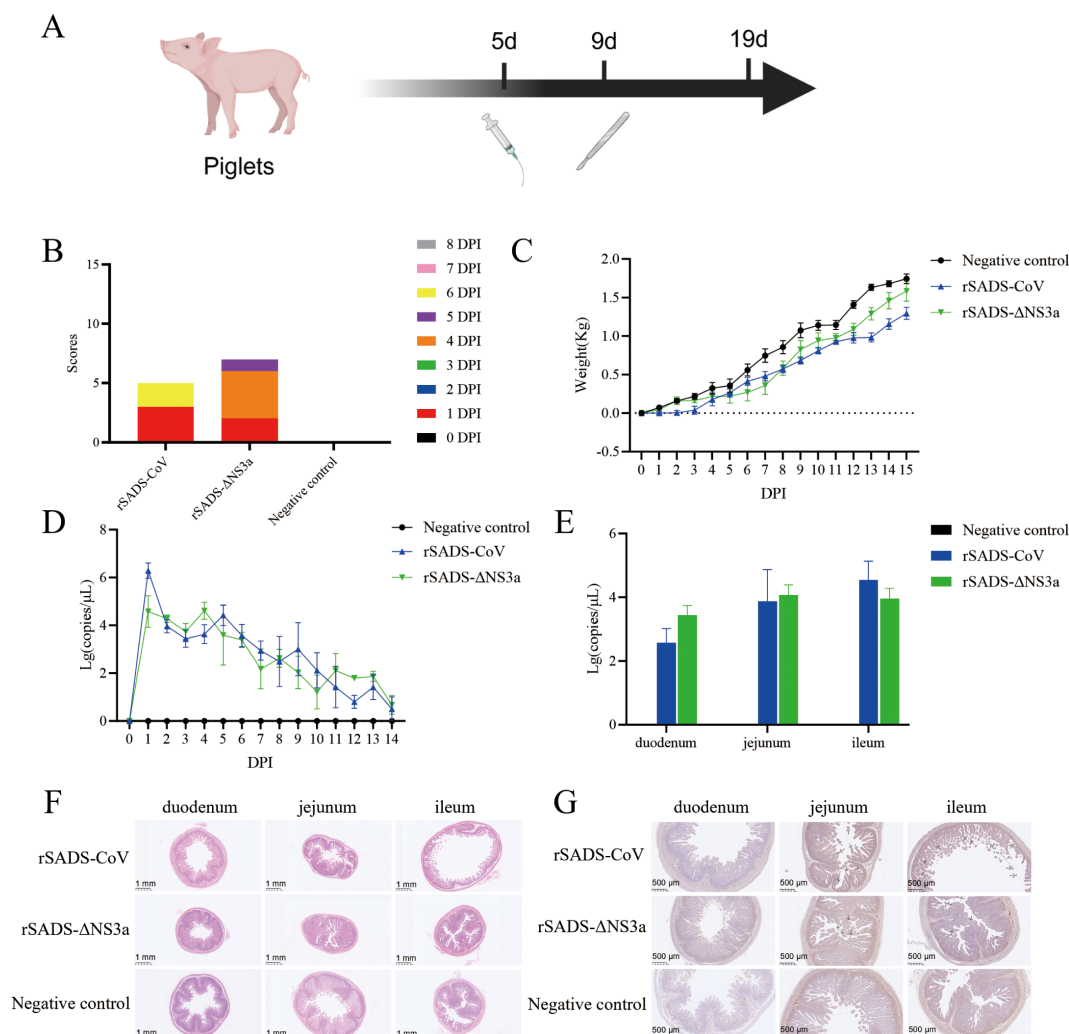 A
5d
9d
19d
Piglets
B
15
10
5
0
Scores
rSADS-CoV
rSADS-ΔNS3a
Negative control
8 DPI
7 DPI
6 DPI
5 DPI
4 DPI
3 DPI
2 DPI
1 DPI
0 DPI
C
2.0
1.5
1.0
0.5
0.0
-0.5
Weight(Kg)
0 1 2 3 4 5 6 7 8 9 10 11 12 13 14 15
DPI
Negative control
rSADS-CoV
rSADS-ΔNS3a
D
8
6
4
2
0
Lg(copies/μL)
0 1 2 3 4 5 6 7 8 9 10 11 12 13 14
DPI
Negative control
rSADS-CoV
rSADS-ΔNS3a
E
6
4
2
0
Lg(copies/μL)
duodenum jejunum ileum
Negative control
rSADS-CoV
rSADS-ΔNS3a
F
duodenum jejunum ileum
rSADS-CoV
1 mm 1 mm 1 mm
rSADS-ΔNS3a
1 mm 1 mm 1 mm
Negative control
1 mm 1 mm 1 mm
G
duodenum jejunum ileum
rSADS-CoV
500 μm 500 μm 500 μm
rSADS-ΔNS3a
500 μm 500 μm 500 μm
Negative control
500 μm 500 μm 500 μm